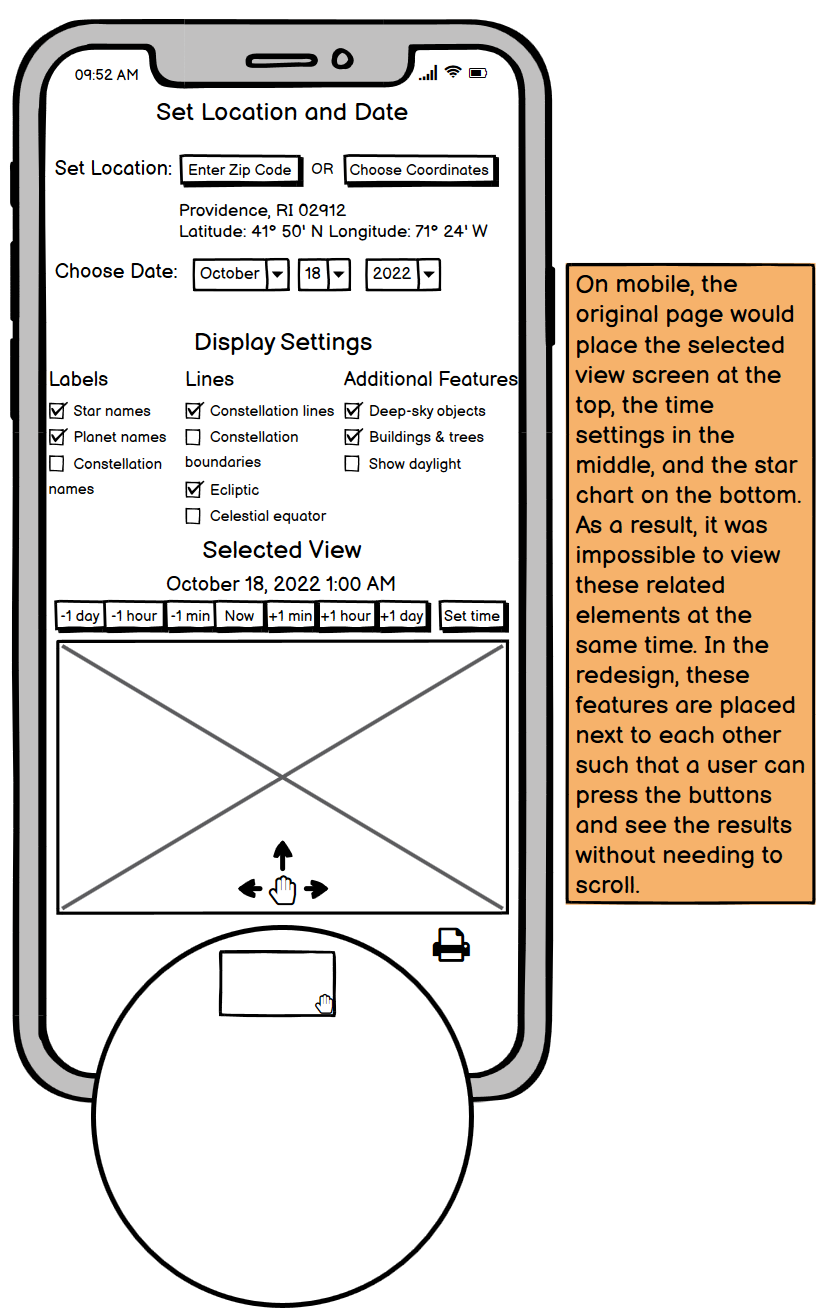 09:52 AM
Set Location and Date
Set Location: Enter Zip Code OR Choose Coordinates
Providence, RI 02912
Latitude: 41° 50' N Longitude: 71° 24' W
Choose Date: October 18 2022
Display Settings
Labels Lines Additional Features
Star names Constellation lines Deep-sky objects
Planet names Constellation Buildings & trees
Constellation boundaries Show daylight
names Ecliptic
Celestial equator
Selected View
October 18, 2022 1:00 AM
-1 day -1 hour -1 min Now +1 min +1 hour +1 day Set time
On mobile, the
original page would
place the selected
view screen at the
top, the time
settings in the
middle, and the star
chart on the bottom.
As a result, it was
impossible to view
these related
elements at the
same time. In the
redesign, these
features are placed
next to each other
such that a user can
press the buttons
and see the results
without needing to
scroll.